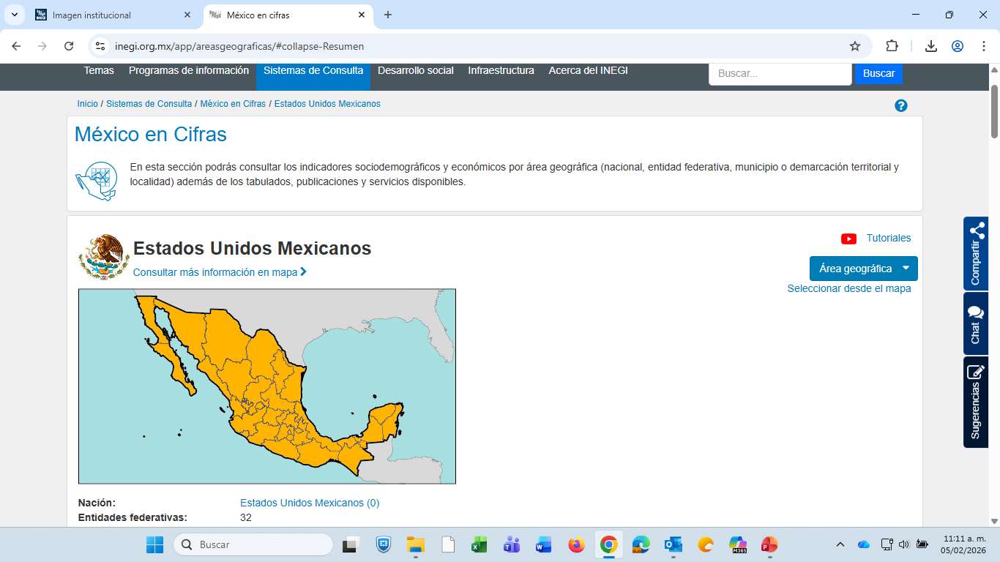 Imagen institucional
México en cifras
inegi.org.mx/app/areasgeograficas/#collapse-Resumen
Temas Programas de información Sistemas de Consulta Desarrollo social Infraestructura Acerca del INEGI Buscar... Buscar
Inicio / Sistemas de Consulta / México en Cifras / Estados Unidos Mexicanos
?
México en Cifras
En esta sección podrás consultar los indicadores sociodemográficos y económicos por área geográfica (nacional, entidad federativa, municipio o demarcación territorial y
localidad) además de los tabulados, publicaciones y servicios disponibles.
Estados Unidos Mexicanos
Consultar más información en mapa
Tutoriales
Área geográfica
Seleccionar desde el mapa
Compartir
Chat
Sugerencias
Nación: Estados Unidos Mexicanos (0)
Entidades federativas: 32
Buscar
M365
11:11 a. m.
05/02/2026